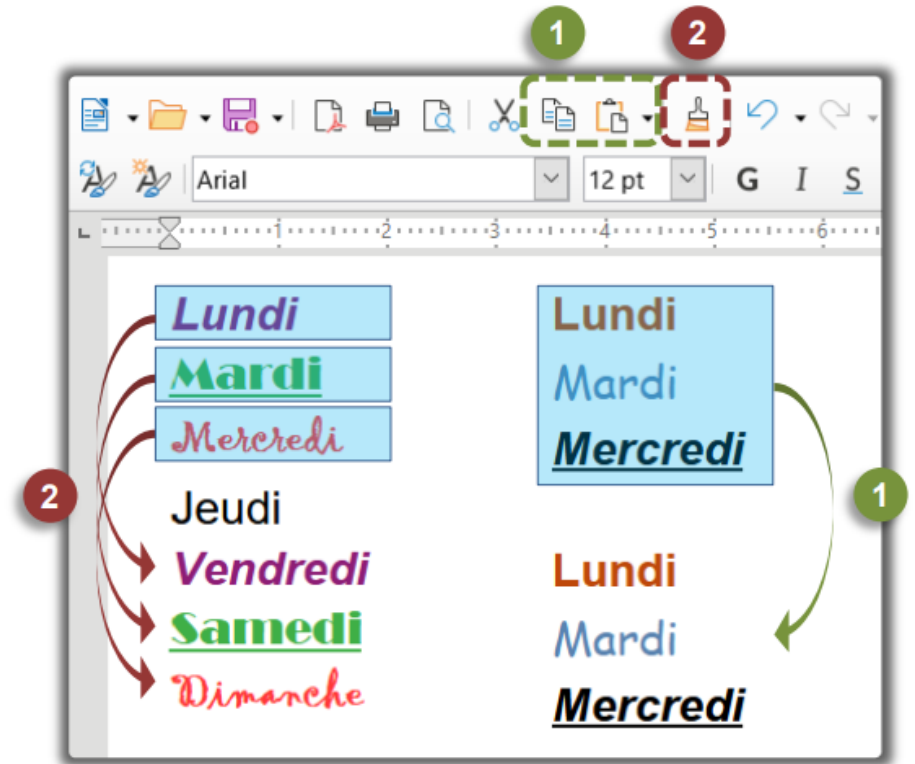 1 2
Arial 12 pt G I S
1 2 3 4 5 6
Lundi
Mardi
Mercredi
Jeudi
Vendredi
Samedi
Dimanche
2
Lundi
Mardi
Mercredi
1
Lundi
Mardi
Mercredi